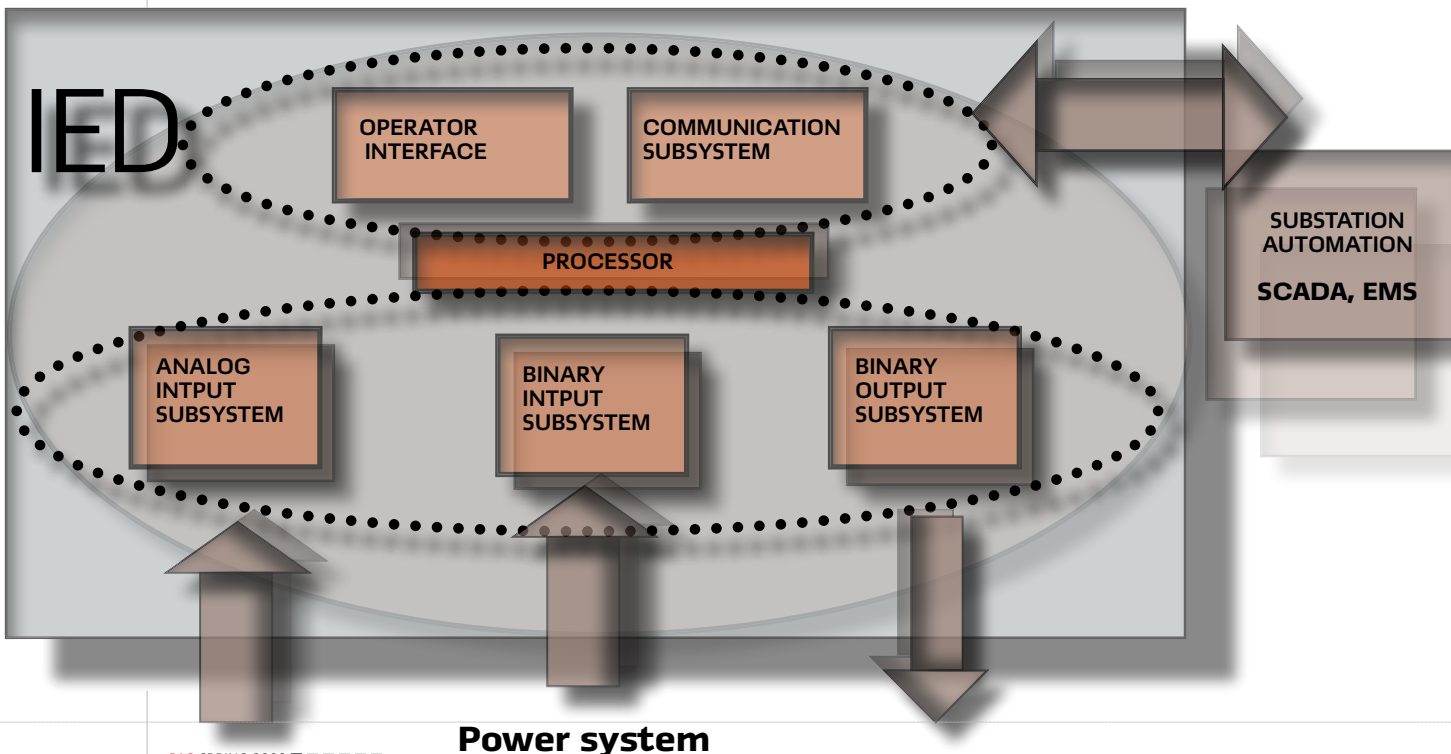 IED
OPERATOR
INTERFACE
COMMUNICATION
SUBSYSTEM
PROCESSOR
SUBSTATION
AUTOMATION
SCADA, EMS
ANALOG
INTPUT
SUBSYSTEM
BINARY
INTPUT
SUBSYSTEM
BINARY
OUTPUT
SUBSYSTEM
Power system